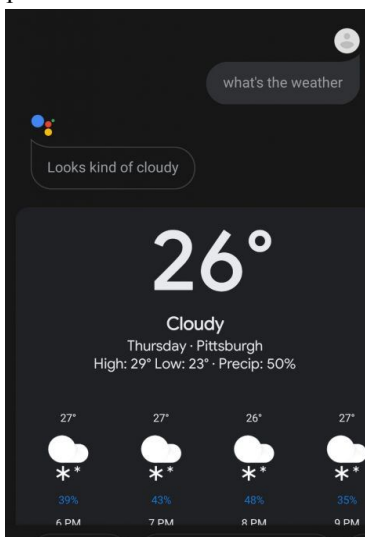 what's the weather
Looks kind of cloudy
26°
Cloudy
Thursday · Pittsburgh
High: 29° Low: 23° · Precip: 50%
27° 27° 26° 27°
39% 43% 48% 35%
6 PM 7 PM 8 PM 9 PM